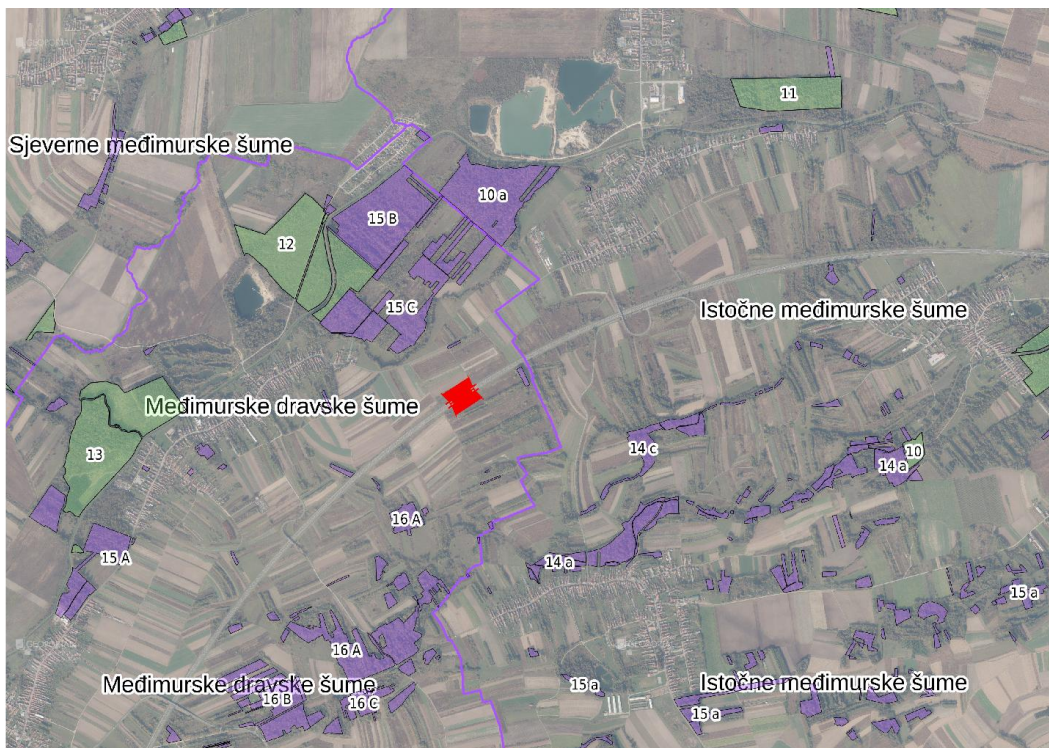 11
Sjeverne međimurske šume
10 a
15 B
12
15 C
Istočne međimurske šume
Međimurske dravske šume
13
14 c
10
14 a
16 A
15 A
14 a
15 a
16 A
Međimurske dravske šume
15 a
Istočne međimurske šume
16 B
16 C
15 a